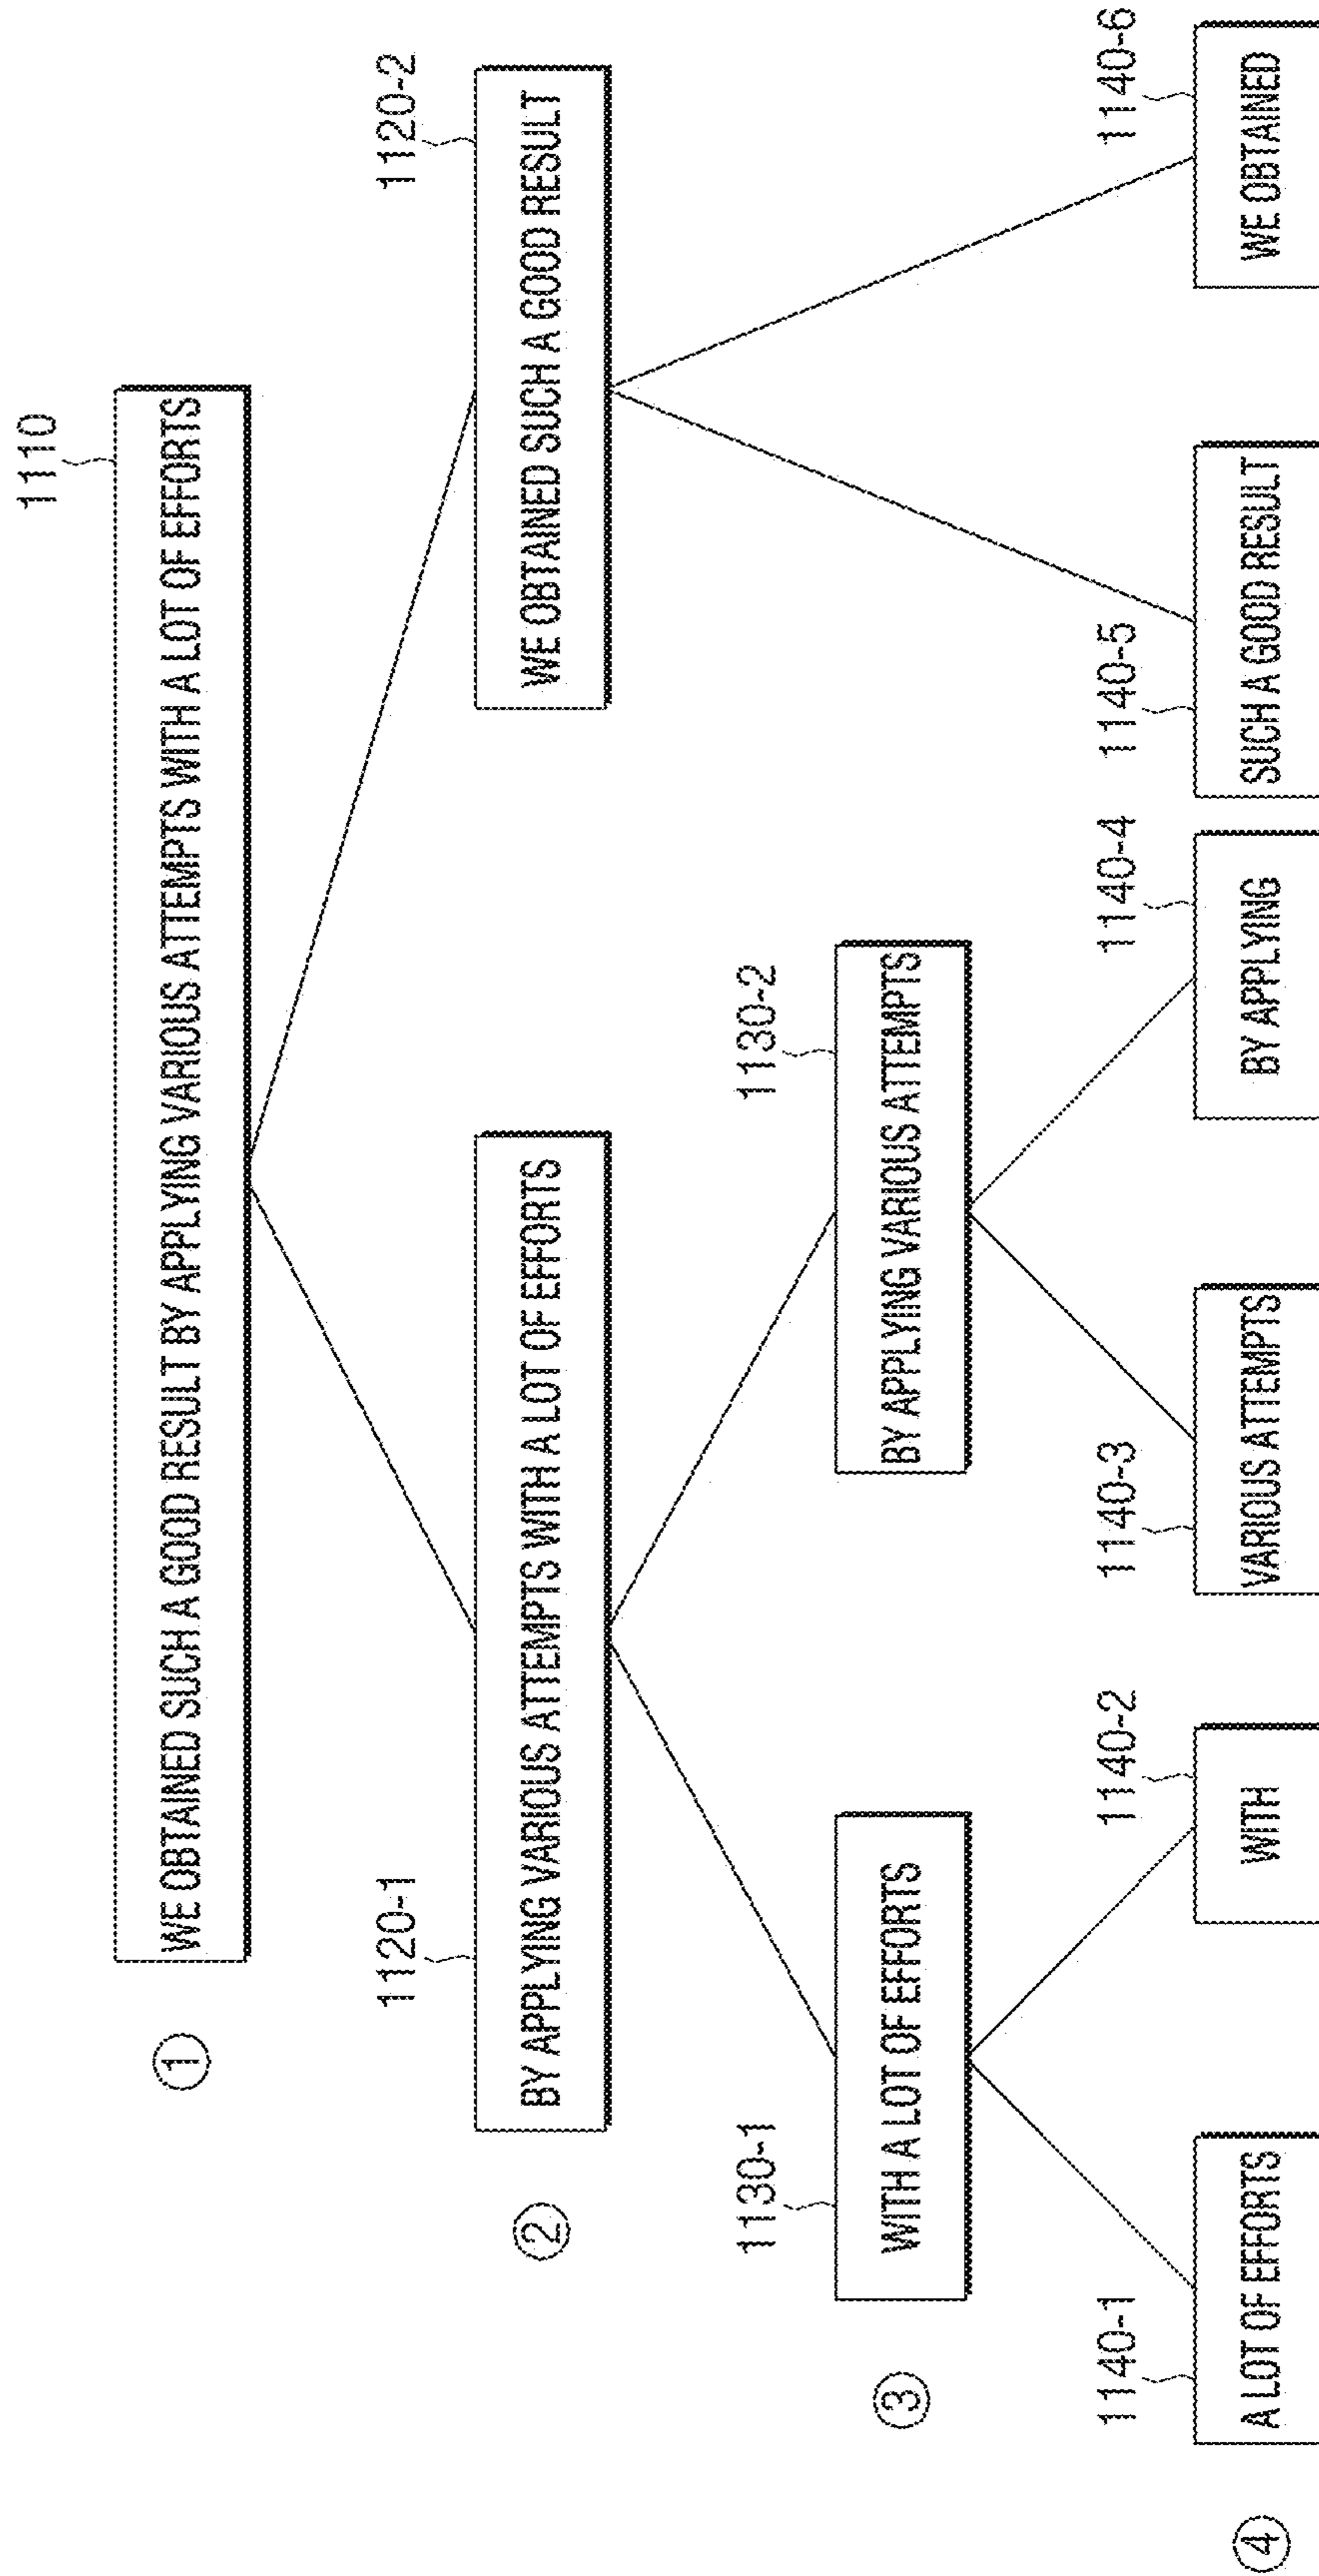 1110
① WE OBTAINED SUCH A GOOD RESULT BY APPLYING VARIOUS ATTEMPTS WITH A LOT OF EFFORTS
1120-1
1120-2
② BY APPLYING VARIOUS ATTEMPTS WITH A LOT OF EFFORTS
WE OBTAINED SUCH A GOOD RESULT
1130-1
1130-2
③ WITH A LOT OF EFFORTS
BY APPLYING VARIOUS ATTEMPTS
1140-1
1140-2
1140-3
1140-4
1140-5
1140-6
④ A LOT OF EFFORTS
WITH
VARIOUS ATTEMPTS
BY APPLYING
SUCH A GOOD RESULT
WE OBTAINED